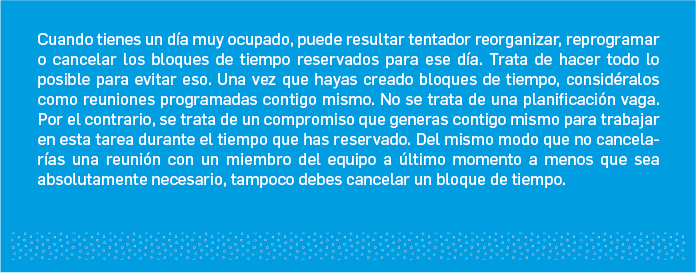 Cuando tienes un día muy ocupado, puede resultar tentador reorganizar, reprogramar
o cancelar los bloques de tiempo reservados para ese día. Trata de hacer todo lo
posible para evitar eso. Una vez que hayas creado bloques de tiempo, considéralos
como reuniones programadas contigo mismo. No se trata de una planificación vaga.
Por el contrario, se trata de un compromiso que generas contigo mismo para trabajar
en esta tarea durante el tiempo que has reservado. Del mismo modo que no cancela-
rías una reunión con un miembro del equipo a último momento a menos que sea
absolutamente necesario, tampoco debes cancelar un bloque de tiempo.